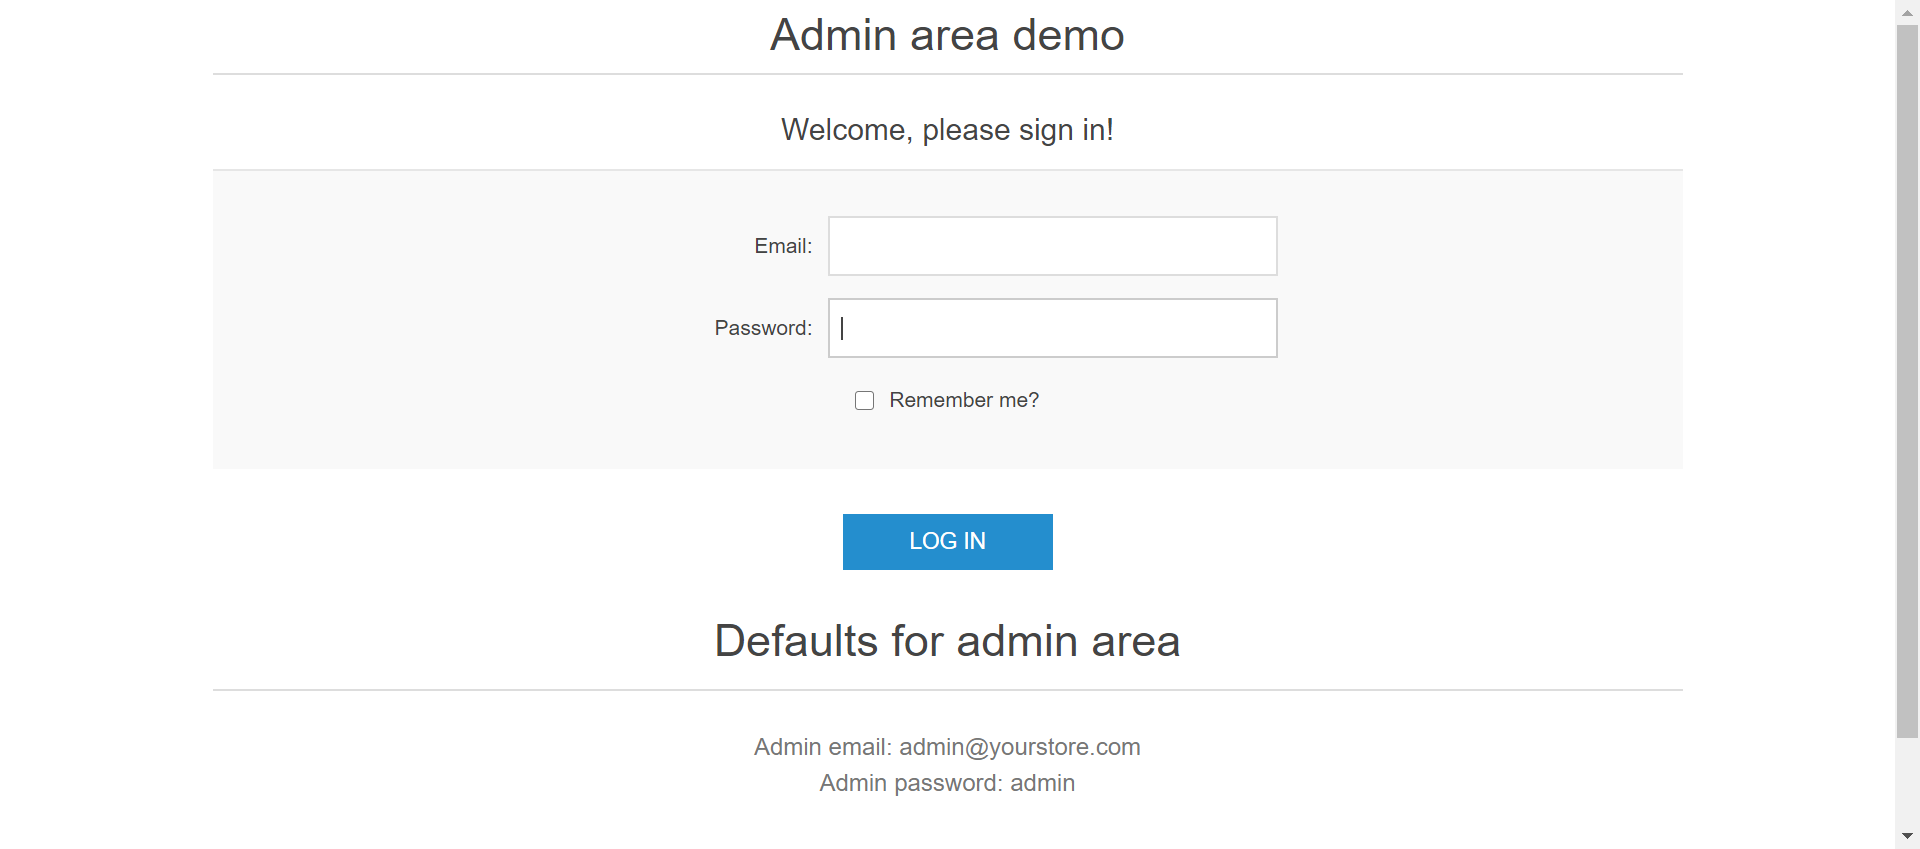 Admin area demo
Welcome, please sign in!
Email:
Password:
Remember me?
LOG IN
Defaults for admin area
Admin email: admin@yourstore.com
Admin password: admin